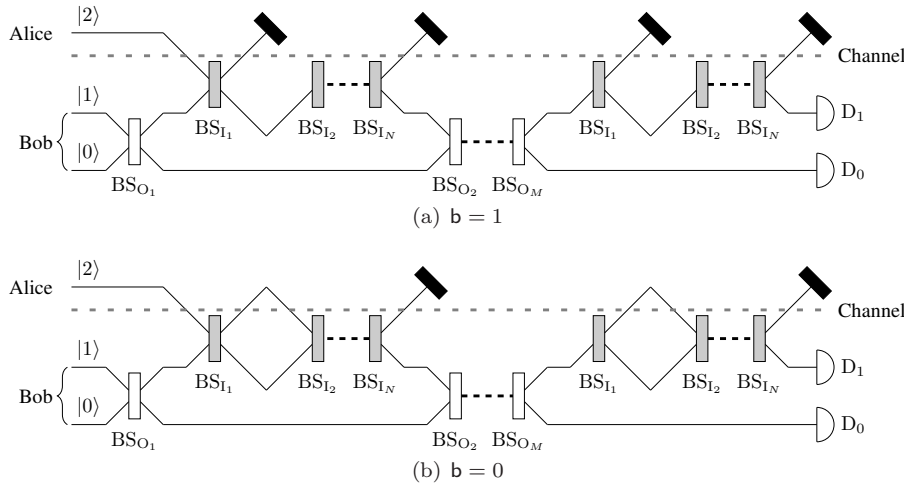 |2⟩
Alice
Channel
BS_{I_1} BS_{I_2} BS_{I_N} BS_{I_1} BS_{I_2} BS_{I_N}
|1⟩ D_1
Bob
|0⟩ D_0
BS_{O_1} BS_{O_2} BS_{O_M}
(a) b = 1
|2⟩
Alice
Channel
BS_{I_1} BS_{I_2} BS_{I_N} BS_{I_1} BS_{I_2} BS_{I_N}
|1⟩ D_1
Bob
|0⟩ D_0
BS_{O_1} BS_{O_2} BS_{O_M}
(b) b = 0